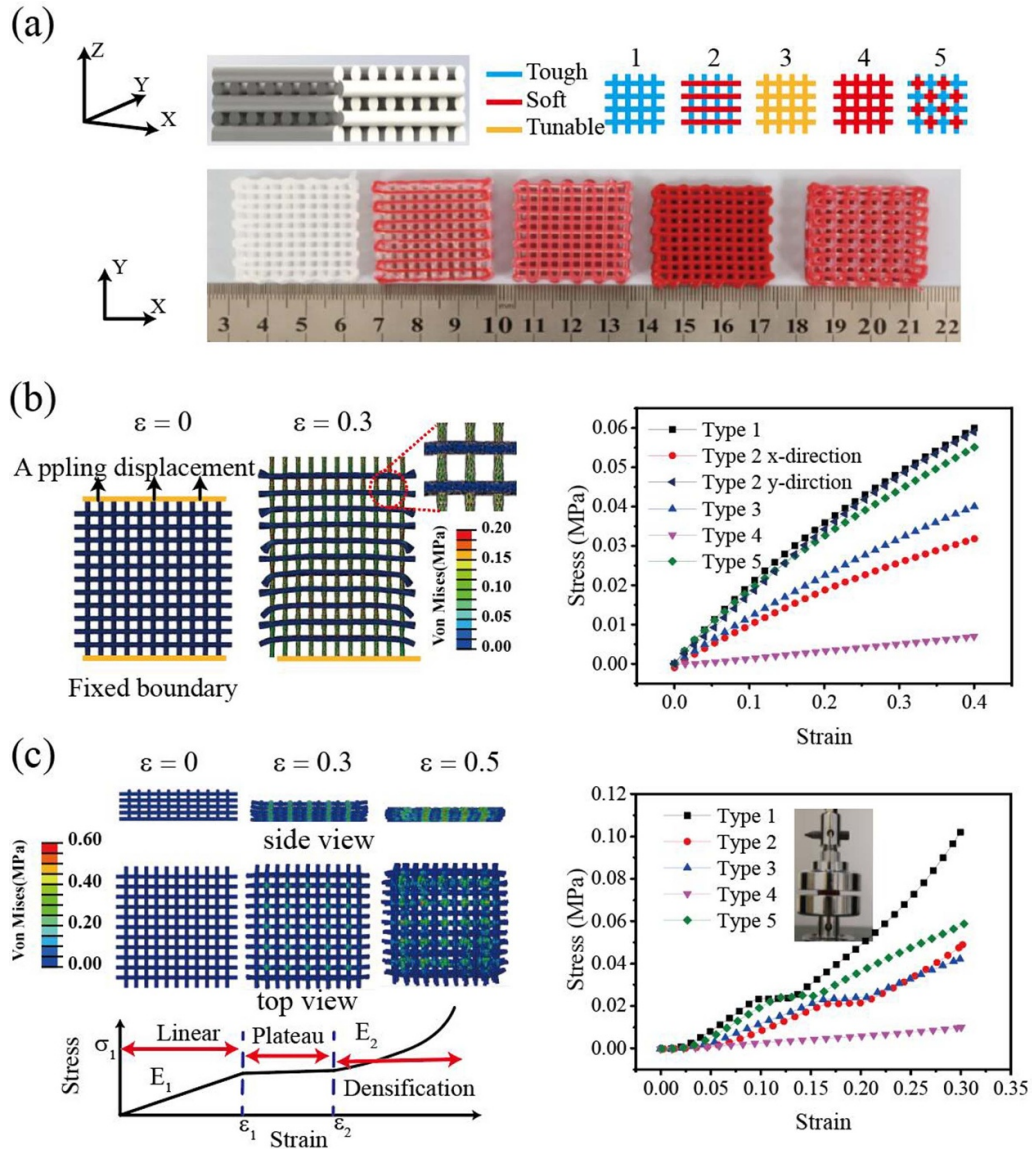 (a)
Z
Y
X
Tough
Soft
Tunable
1 2 3 4 5
Y
X
3 4 5 6 7 8 9 10 11 12 13 14 15 16 17 18 19 20 21 22
(b)
ε = 0
ε = 0.3
A ppling displacement
Fixed boundary
Von Mises(MPa)
0.20
0.15
0.10
0.05
0.00
Type 1
Type 2 x-direction
Type 2 y-dirction
Type 3
Type 4
Type 5
Stress (MPa)
0.06
0.05
0.04
0.03
0.02
0.01
0.00
0.0 0.1 0.2 0.3 0.4
Strain
(c)
ε = 0
ε = 0.3
ε = 0.5
side view
Von Mises(MPa)
0.60
0.40
0.20
0.00
top view
Stress
σ1
Linear
Plateau
E1
E2
Densification
ε1
ε2
Strain
Type 1
Type 2
Type 3
Type 4
Type 5
Stress (MPa)
0.12
0.10
0.08
0.06
0.04
0.02
0.00
0.00 0.05 0.10 0.15 0.20 0.25 0.30 0.35
Strain